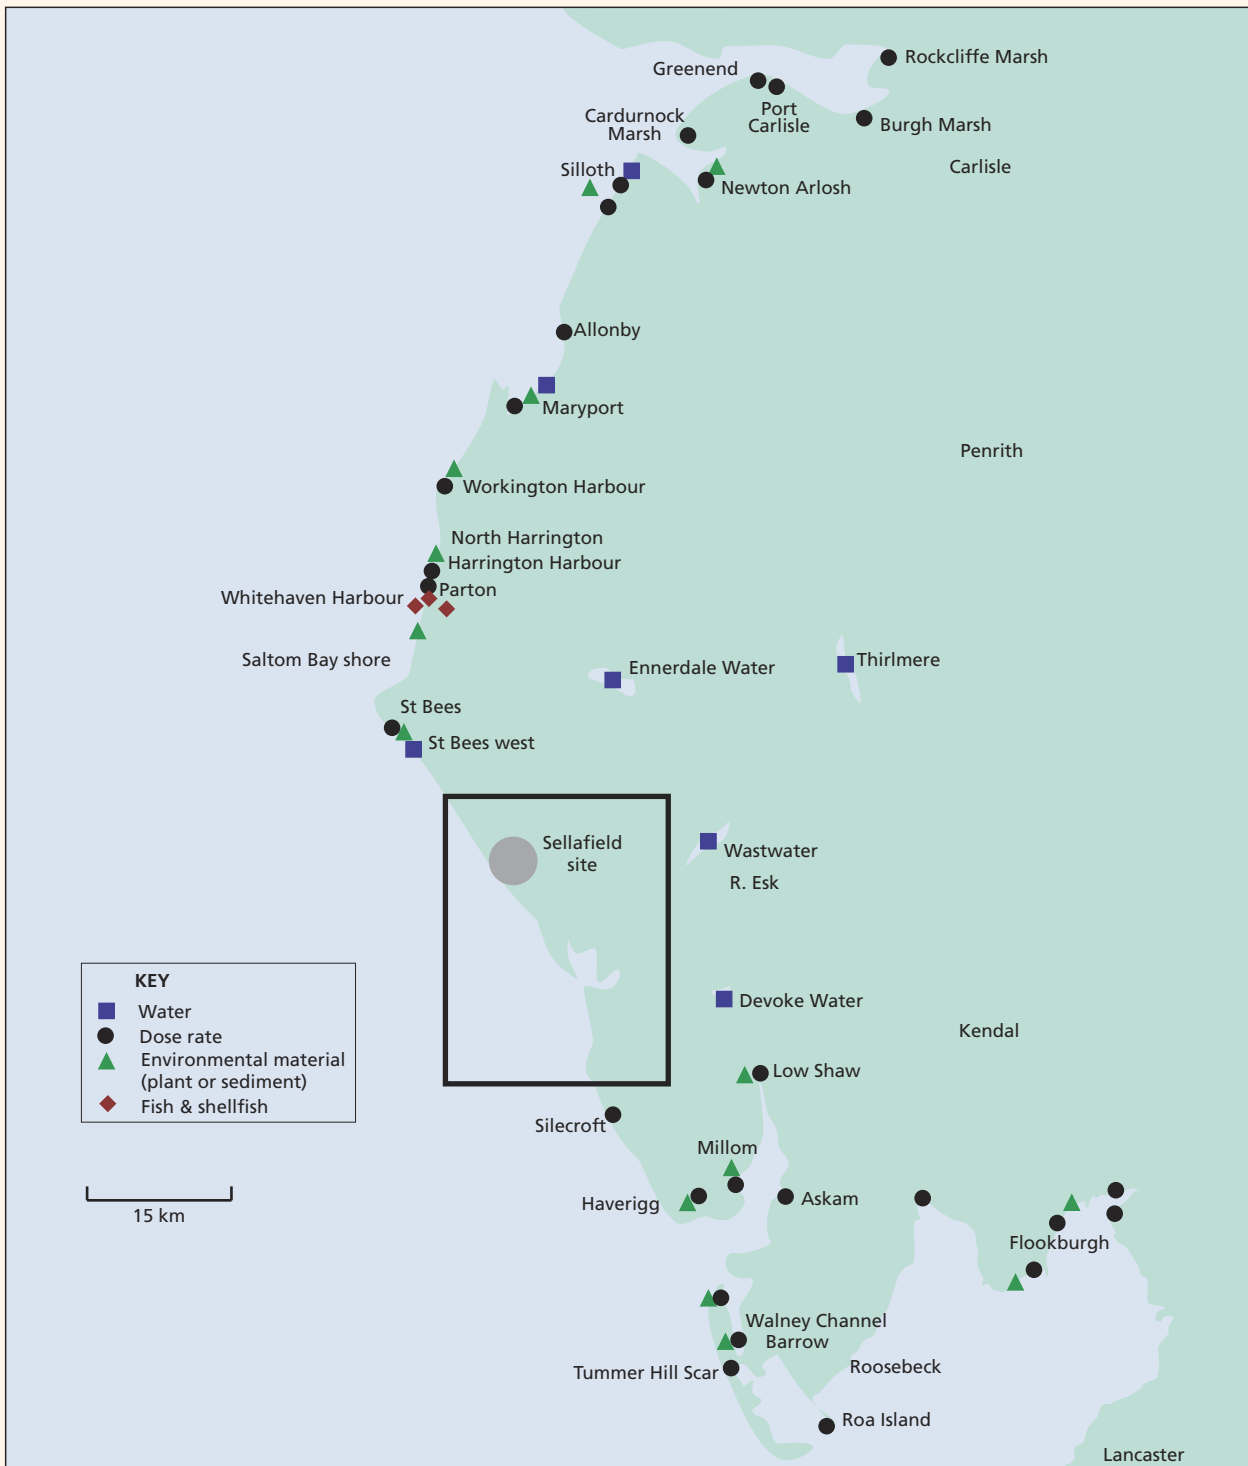 Rockcliffe Marsh
Greenend
Port
Carlisle
Cardurnock
Marsh
Burgh Marsh
Carlisle
Silloth
Newton Arlosh
Allonby
Maryport
Penrith
Workington Harbour
North Harrington
Harrington Harbour
Parton
Whitehaven Harbour
Saltom Bay shore
Ennerdale Water
Thirlmere
St Bees
St Bees west
Sellafield
site
Wastwater
R. Esk
KEY
Water
Dose rate
Environmental material
(plant or sediment)
Fish & shellfish
Devoke Water
Kendal
Low Shaw
Silecroft
Millom
Haverigg
Askam
15 km
Flookburgh
Walney Channel
Barrow
Tummer Hill Scar
Roosebeck
Roa Island
Lancaster